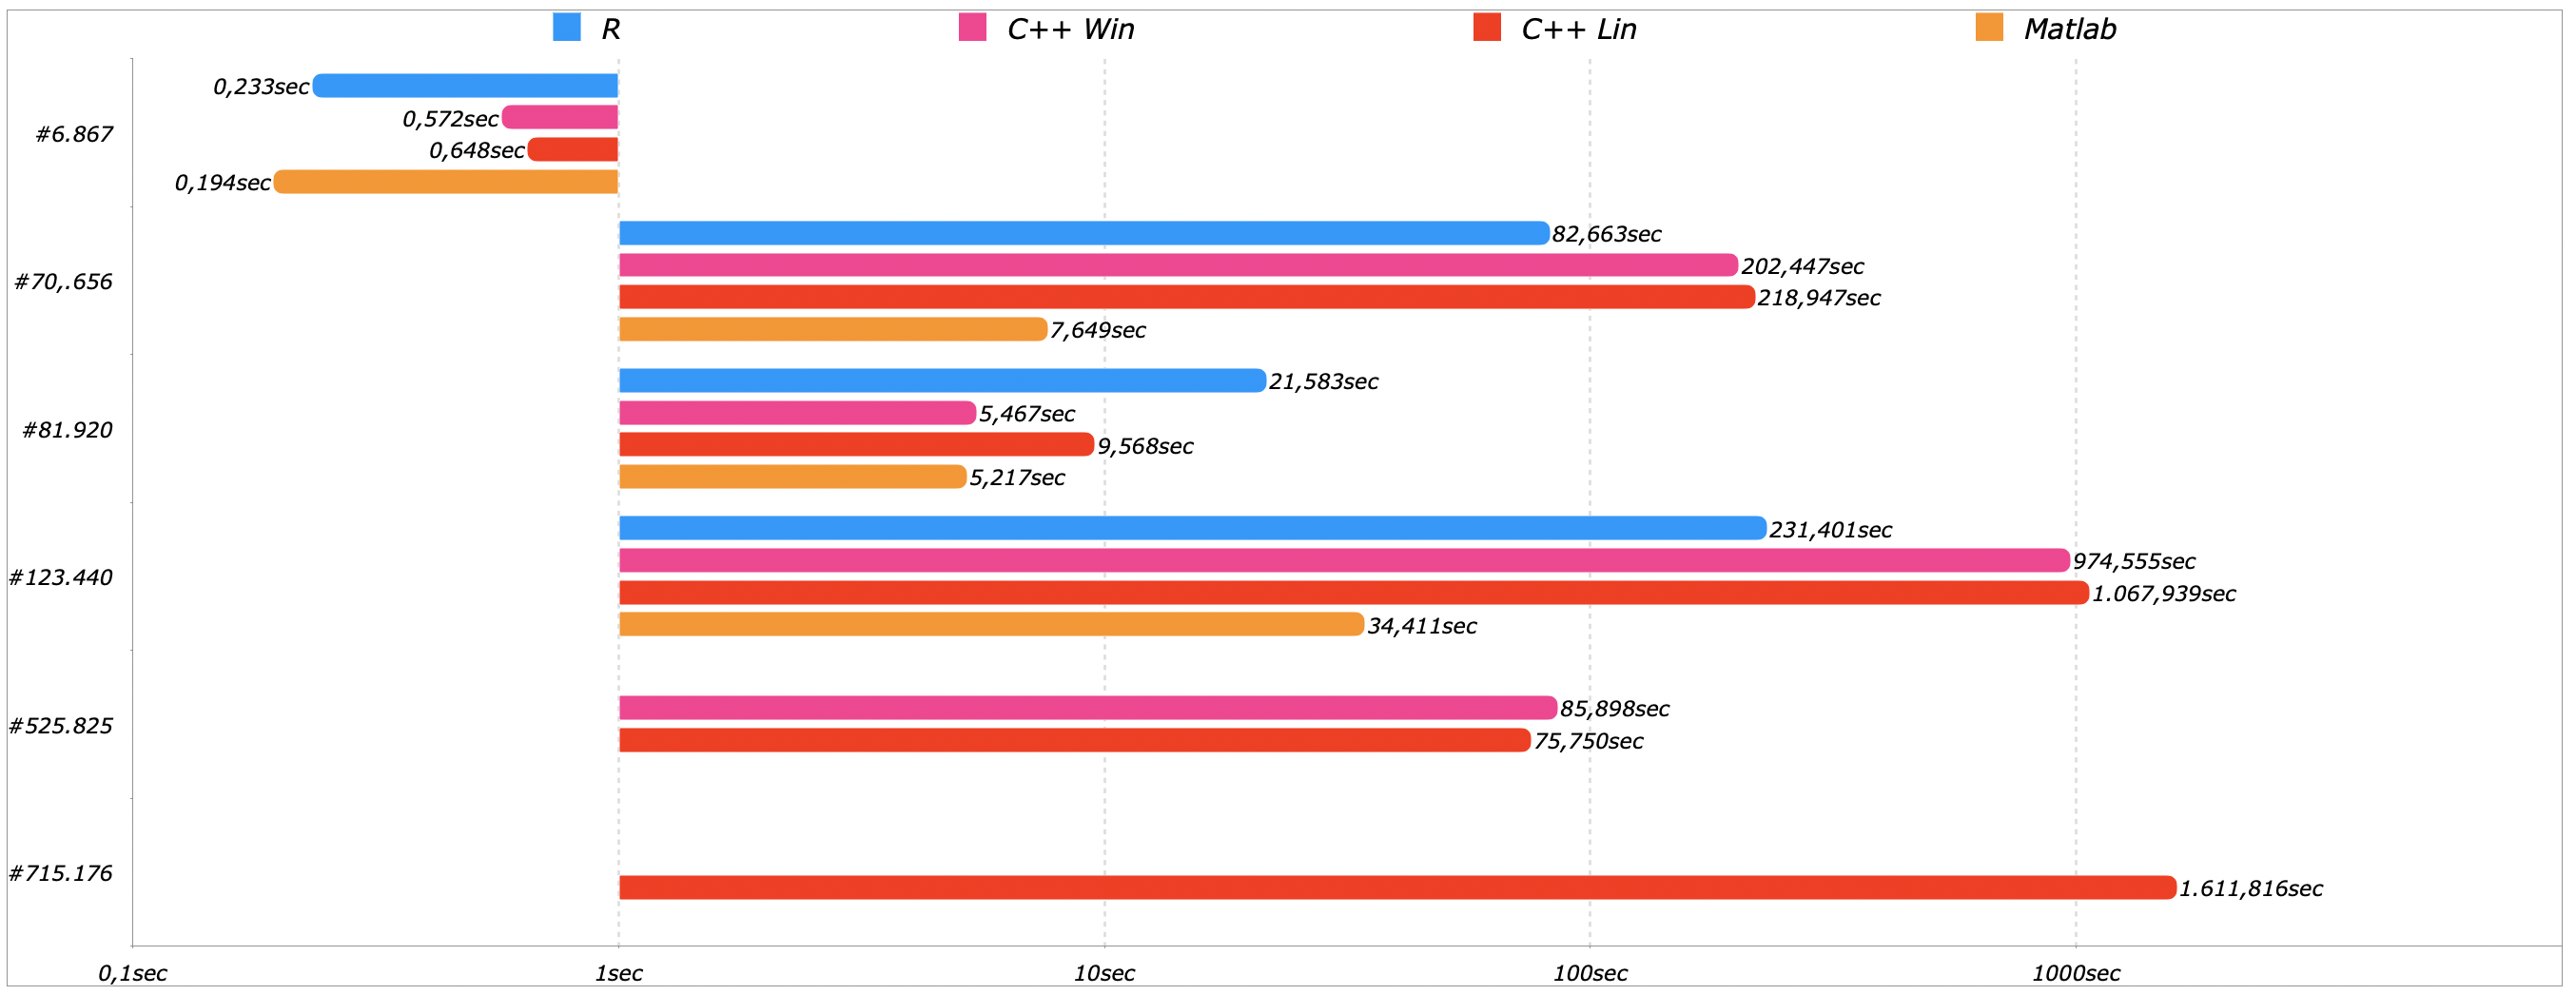 R C++ Win C++ Lin Matlab
#6.867
0,233sec
0,572sec
0,648sec
0,194sec
#70,.656
82,663sec
202,447sec
218,947sec
7,649sec
#81.920
21,583sec
5,467sec
9,568sec
5,217sec
#123.440
231,401sec
974,555sec
1.067,939sec
34,411sec
#525.825
85,898sec
75,750sec
#715.176
1.611,816sec
0,1sec 1sec 10sec 100sec 1000sec